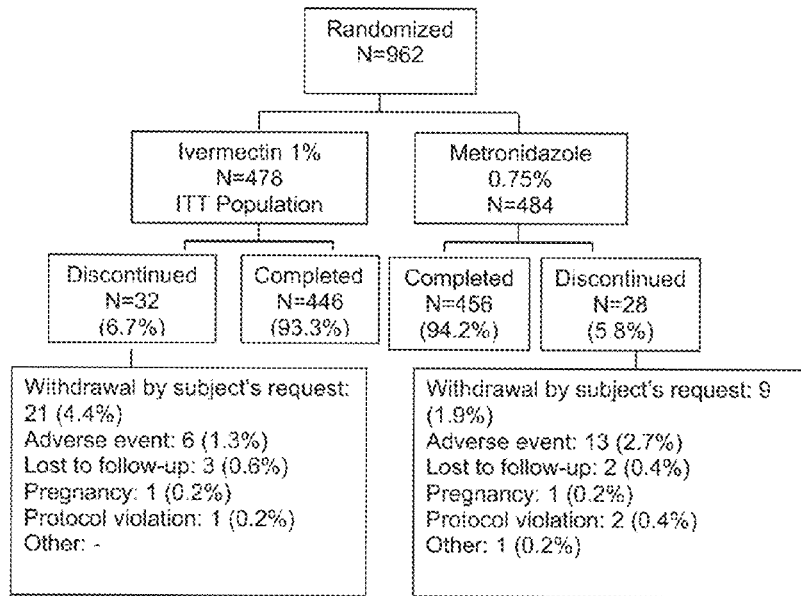 Randomized
N=962
Ivermectin 1%
N=478
ITT Population
Metronidazole
0.75%
N=484
Discontinued
N=32
(6.7%)
Completed
N=446
(93.3%)
Completed
N=456
(94.2%)
Discontinued
N=28
(5.8%)
Withdrawal by subject's request:
21 (4.4%)
Adverse event: 6 (1.3%)
Lost to follow-up: 3 (0.6%)
Pregnancy: 1 (0.2%)
Protocol violation: 1 (0.2%)
Other: -
Withdrawal by subject's request: 9
(1.9%)
Adverse event: 13 (2.7%)
Lost to follow-up: 2 (0.4%)
Pregnancy: 1 (0.2%)
Protocol violation: 2 (0.4%)
Other: 1 (0.2%)